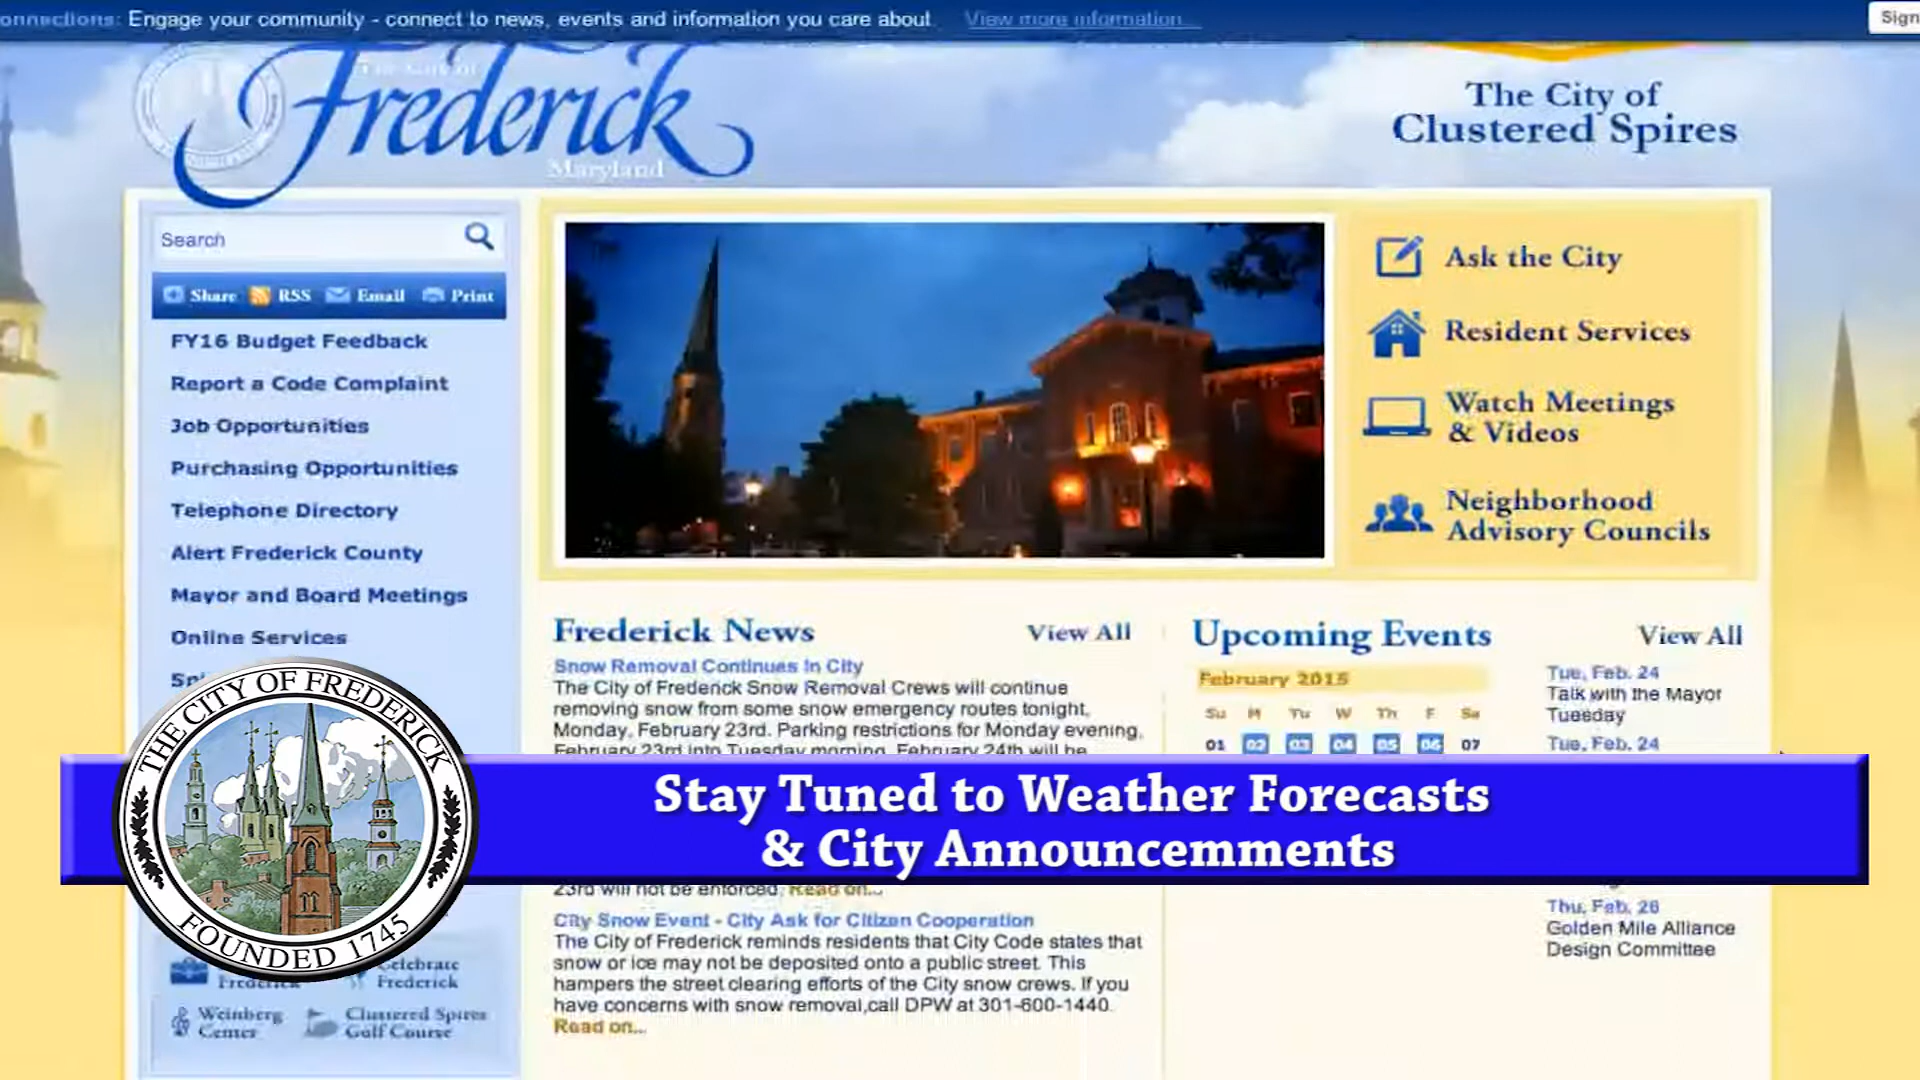 Engage your community - connect to news, events and information you care about View more information...
Sign
The City of
Frederick
Maryland
The City of
Clustered Spires
Search
Share RSS Email Print
FY16 Budget Feedback
Report a Code Complaint
Job Opportunities
Purchasing Opportunities
Telephone Directory
Alert Frederick County
Mayor and Board Meetings
Online Services
Ask the City
Resident Services
Watch Meetings
& Videos
Neighborhood
Advisory Councils
Frederick News View All
Snow Removal Continues in City
The City of Frederick Snow Removal Crews will continue
removing snow from some snow emergency routes tonight,
Monday, February 23rd. Parking restrictions for Monday evening,
February 23rd into Tuesday morning, February 24th will be
Upcoming Events View All
February 2015
Su M Tu W Th F Sa
01 02 03 04 05 06 07
Tue, Feb. 24
Talk with the Mayor
Tuesday
Tue, Feb. 24
THE CITY OF FREDERICK
FOUNDED 1745
Stay Tuned to Weather Forecasts
& City Announcemments
23rd will not be enforced. Read on...
City Snow Event - City Ask for Citizen Cooperation
The City of Frederick reminds residents that City Code states that
snow or ice may not be deposited onto a public street. This
hampers the street clearing efforts of the City snow crews. If you
have concerns with snow removal,call DPW at 301-600-1440.
Read on...
Thu, Feb. 26
Golden Mile Alliance
Design Committee
Frederick
Celebrate
Frederick
Weinberg
Center
Clustered Spires
Golf Course